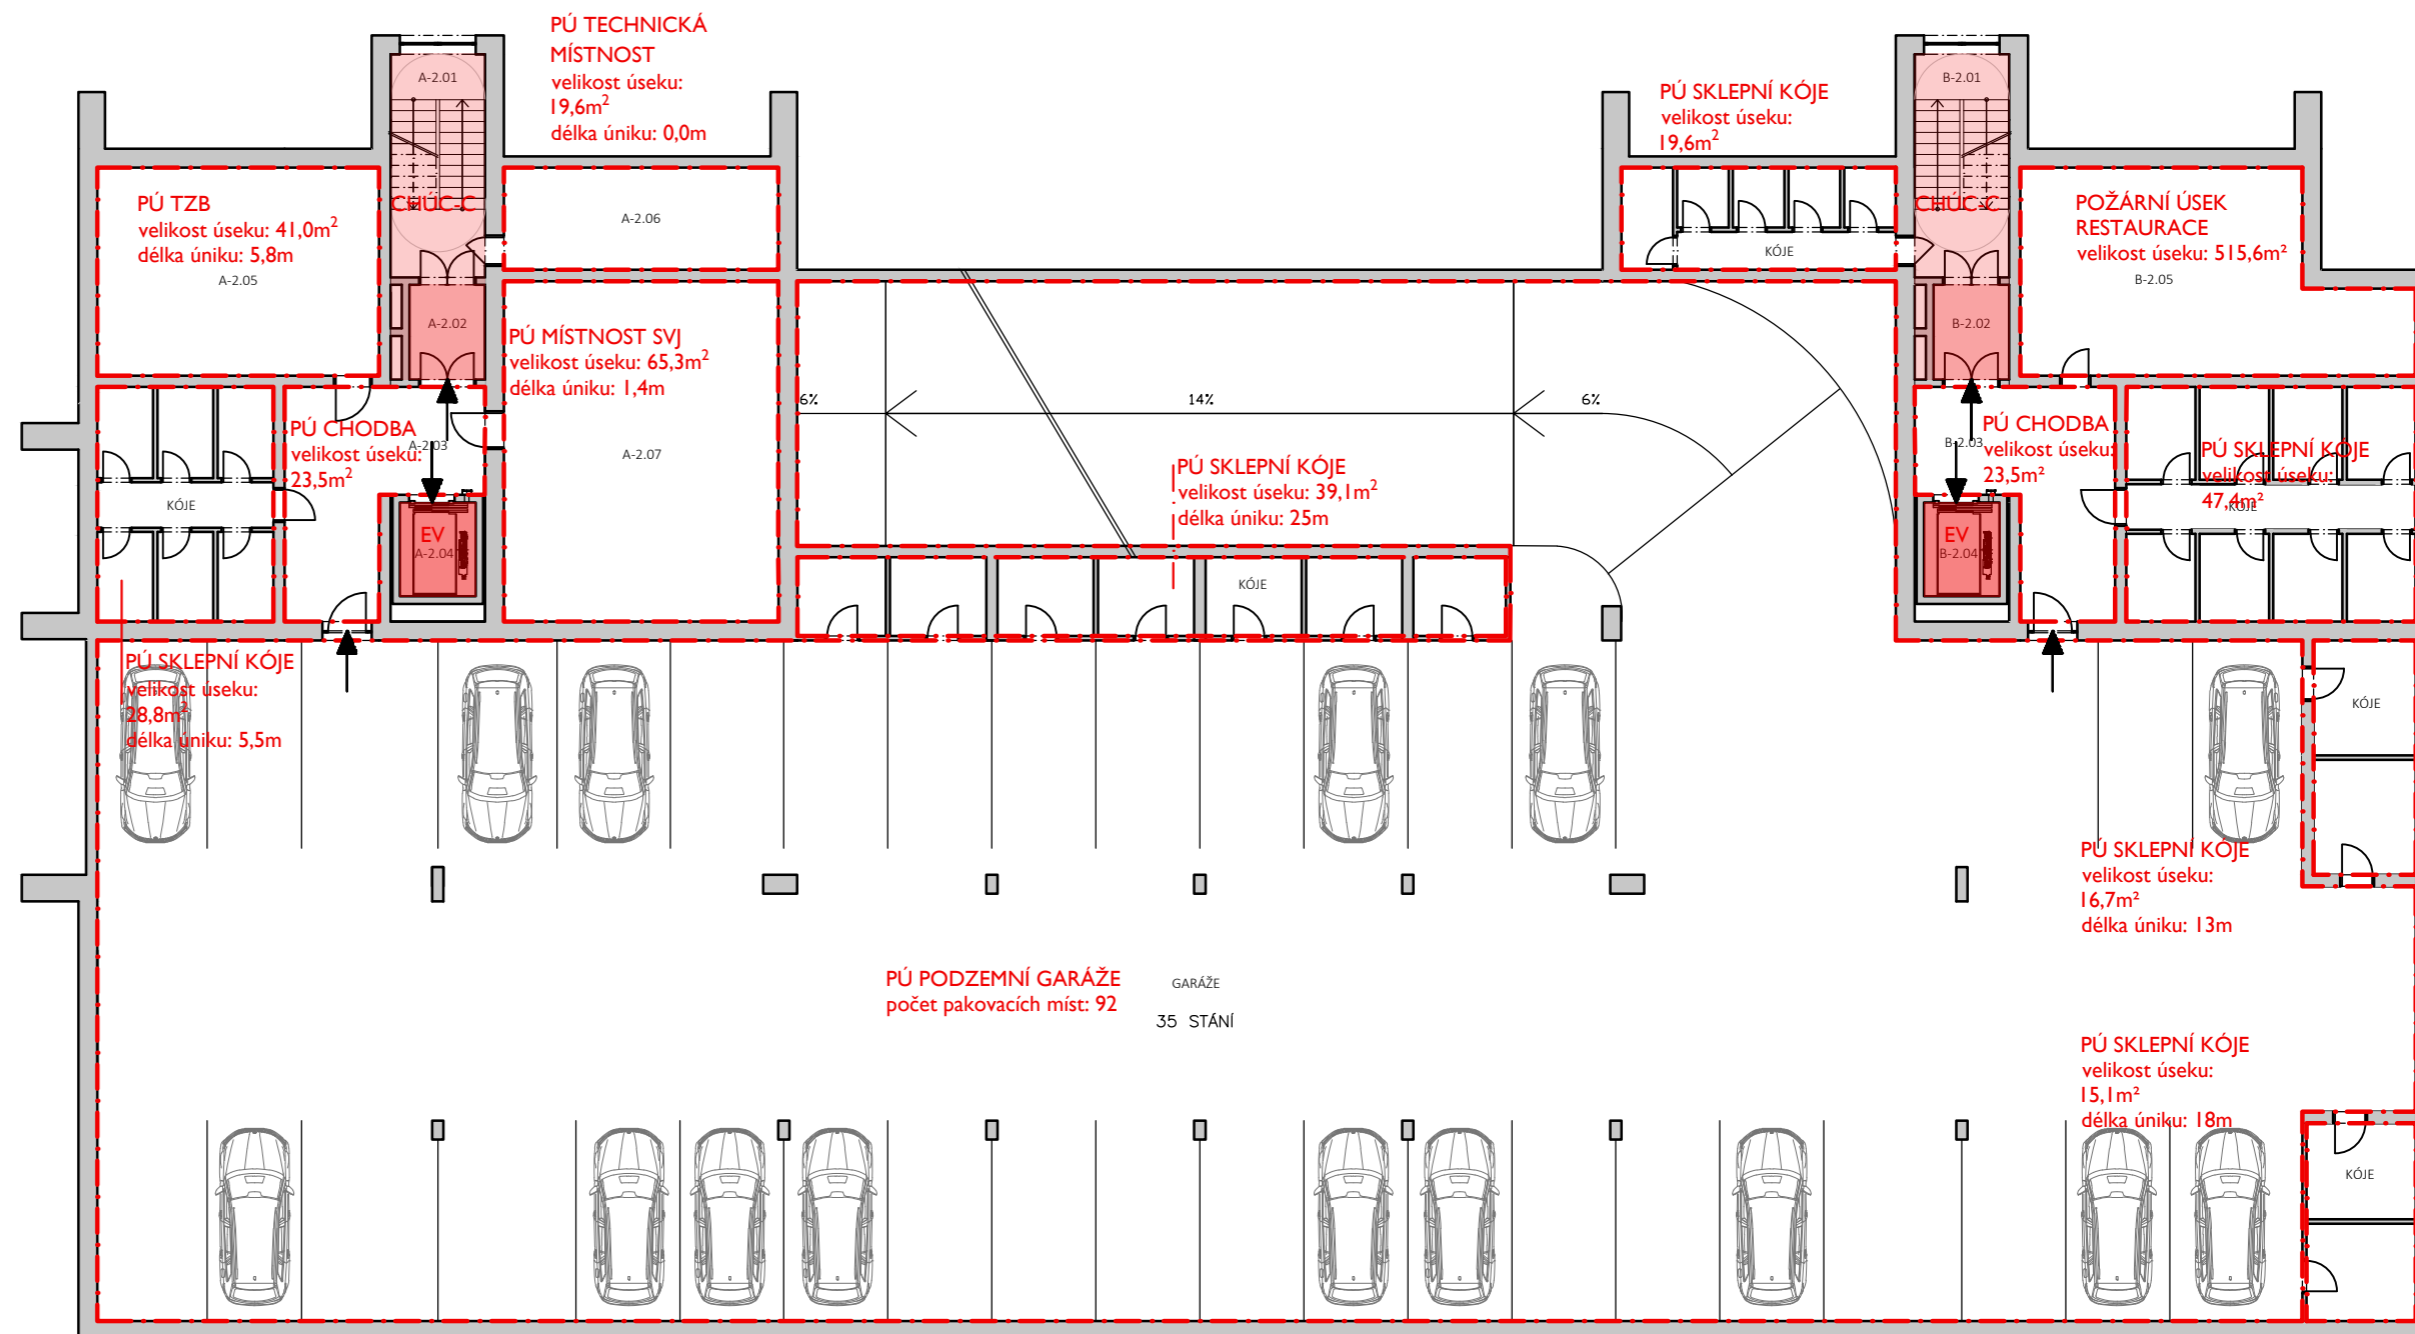 PÚ TECHNICKÁ
MÍSTNOST
velikost úseku:
19,6m²
délka úniku: 0,0m
A-2.01
B-2.01
PÚ SKLEPNÍ KÓJE
velikost úseku:
19,6m²
PÚ TZB
velikost úseku: 41,0m²
délka úniku: 5,8m
A-2.05
CHÚC-C
A-2.06
KÓJE
CHÚC-C
POŽÁRNÍ ÚSEK
RESTAURACE
velikost úseku: 515,6m²
B-2.05
A-2.02
B-2.02
PÚ MÍSTNOST SVJ
velikost úseku: 65,3m²
délka úniku: 1,4m
6%
14%
6%
PÚ CHODBA
A-2.03
velikost úseku:
23,5m²
A-2.07
PÚ SKLEPNÍ KÓJE
velikost úseku: 39,1m²
délka úniku: 25m
PÚ CHODBA
B-2.03
velikost úseku:
23,5m²
PÚ SKLEPNÍ KÓJE
velikost úseku:
47,4m²
KÓJE
KÓJE
EV
A-2.04
EV
B-2.04
KÓJE
PÚ SKLEPNÍ KÓJE
velikost úseku:
28,8m²
délka úniku: 5,5m
KÓJE
PÚ SKLEPNÍ KÓJE
velikost úseku:
16,7m²
délka úniku: 13m
PÚ PODZEMNÍ GARÁŽE
počet pakovacích míst: 92
GARÁŽE
35 STÁNÍ
PÚ SKLEPNÍ KÓJE
velikost úseku:
15,1m²
délka úniku: 18m
KÓJE